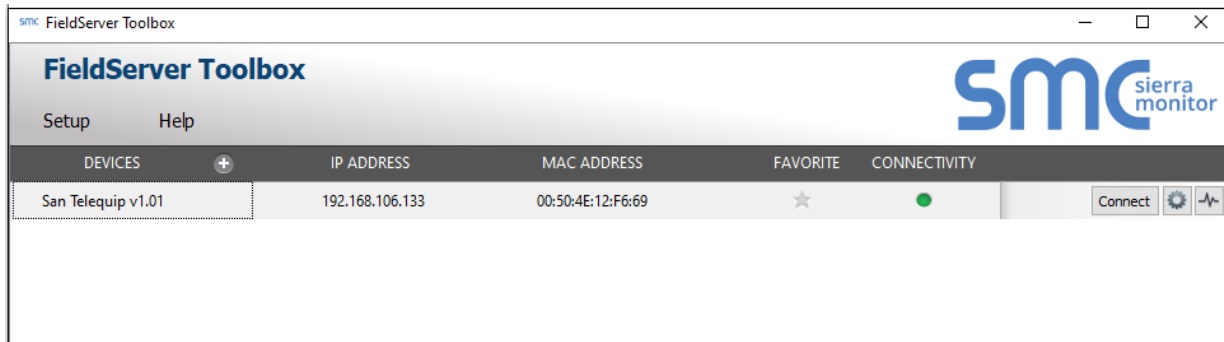 smc FieldServer Toolbox
FieldServer Toolbox
smc sierra monitor
Setup Help
DEVICES IP ADDRESS MAC ADDRESS FAVORITE CONNECTIVITY
San Telequip v1.01 192.168.106.133 00:50:4E:12:F6:69 Connect